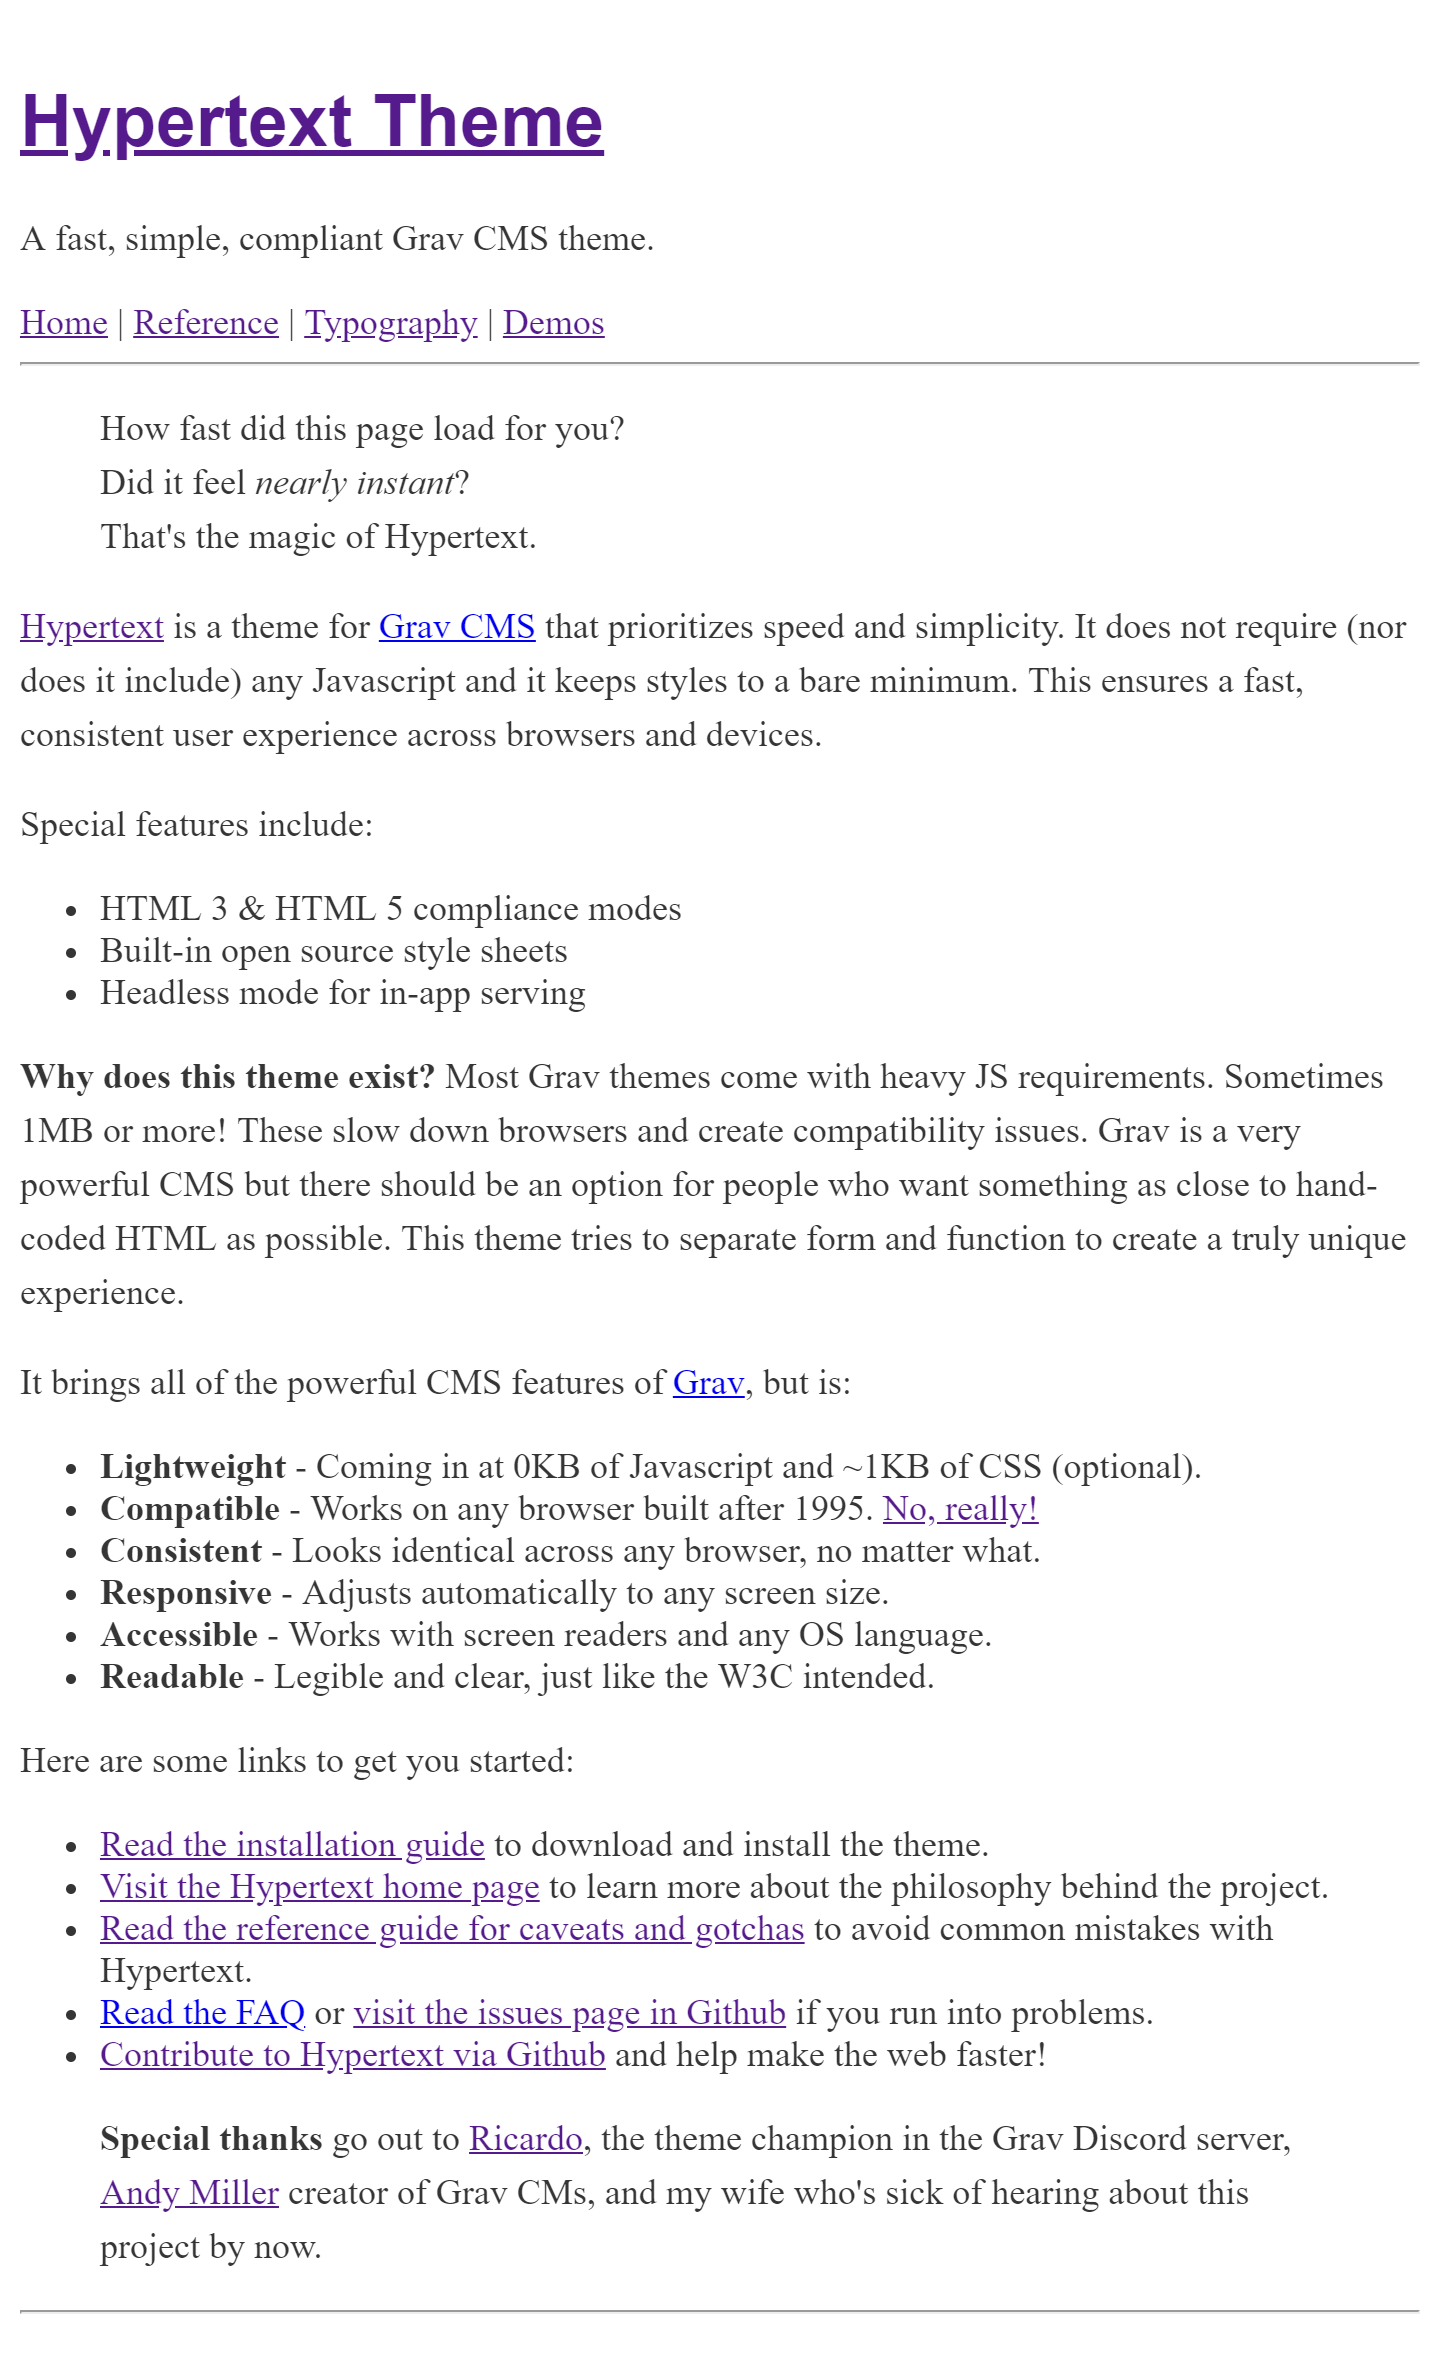 Hypertext Theme
A fast, simple, compliant Grav CMS theme.
Home | Reference | Typography | Demos
How fast did this page load for you?
Did it feel nearly instant?
That's the magic of Hypertext.
Hypertext is a theme for Grav CMS that prioritizes speed and simplicity. It does not require (nor
does it include) any Javascript and it keeps styles to a bare minimum. This ensures a fast,
consistent user experience across browsers and devices.
Special features include:
• HTML 3 & HTML 5 compliance modes
• Built-in open source style sheets
• Headless mode for in-app serving
Why does this theme exist? Most Grav themes come with heavy JS requirements. Sometimes
1MB or more! These slow down browsers and create compatibility issues. Grav is a very
powerful CMS but there should be an option for people who want something as close to hand-
coded HTML as possible. This theme tries to separate form and function to create a truly unique
experience.
It brings all of the powerful CMS features of Grav, but is:
• Lightweight - Coming in at 0KB of Javascript and ~1KB of CSS (optional).
• Compatible - Works on any browser built after 1995. No, really!
• Consistent - Looks identical across any browser, no matter what.
• Responsive - Adjusts automatically to any screen size.
• Accessible - Works with screen readers and any OS language.
• Readable - Legible and clear, just like the W3C intended.
Here are some links to get you started:
• Read the installation guide to download and install the theme.
• Visit the Hypertext home page to learn more about the philosophy behind the project.
• Read the reference guide for caveats and gotchas to avoid common mistakes with
Hypertext.
• Read the FAQ or visit the issues page in Github if you run into problems.
• Contribute to Hypertext via Github and help make the web faster!
Special thanks go out to Ricardo, the theme champion in the Grav Discord server,
Andy Miller creator of Grav CMs, and my wife who's sick of hearing about this
project by now.